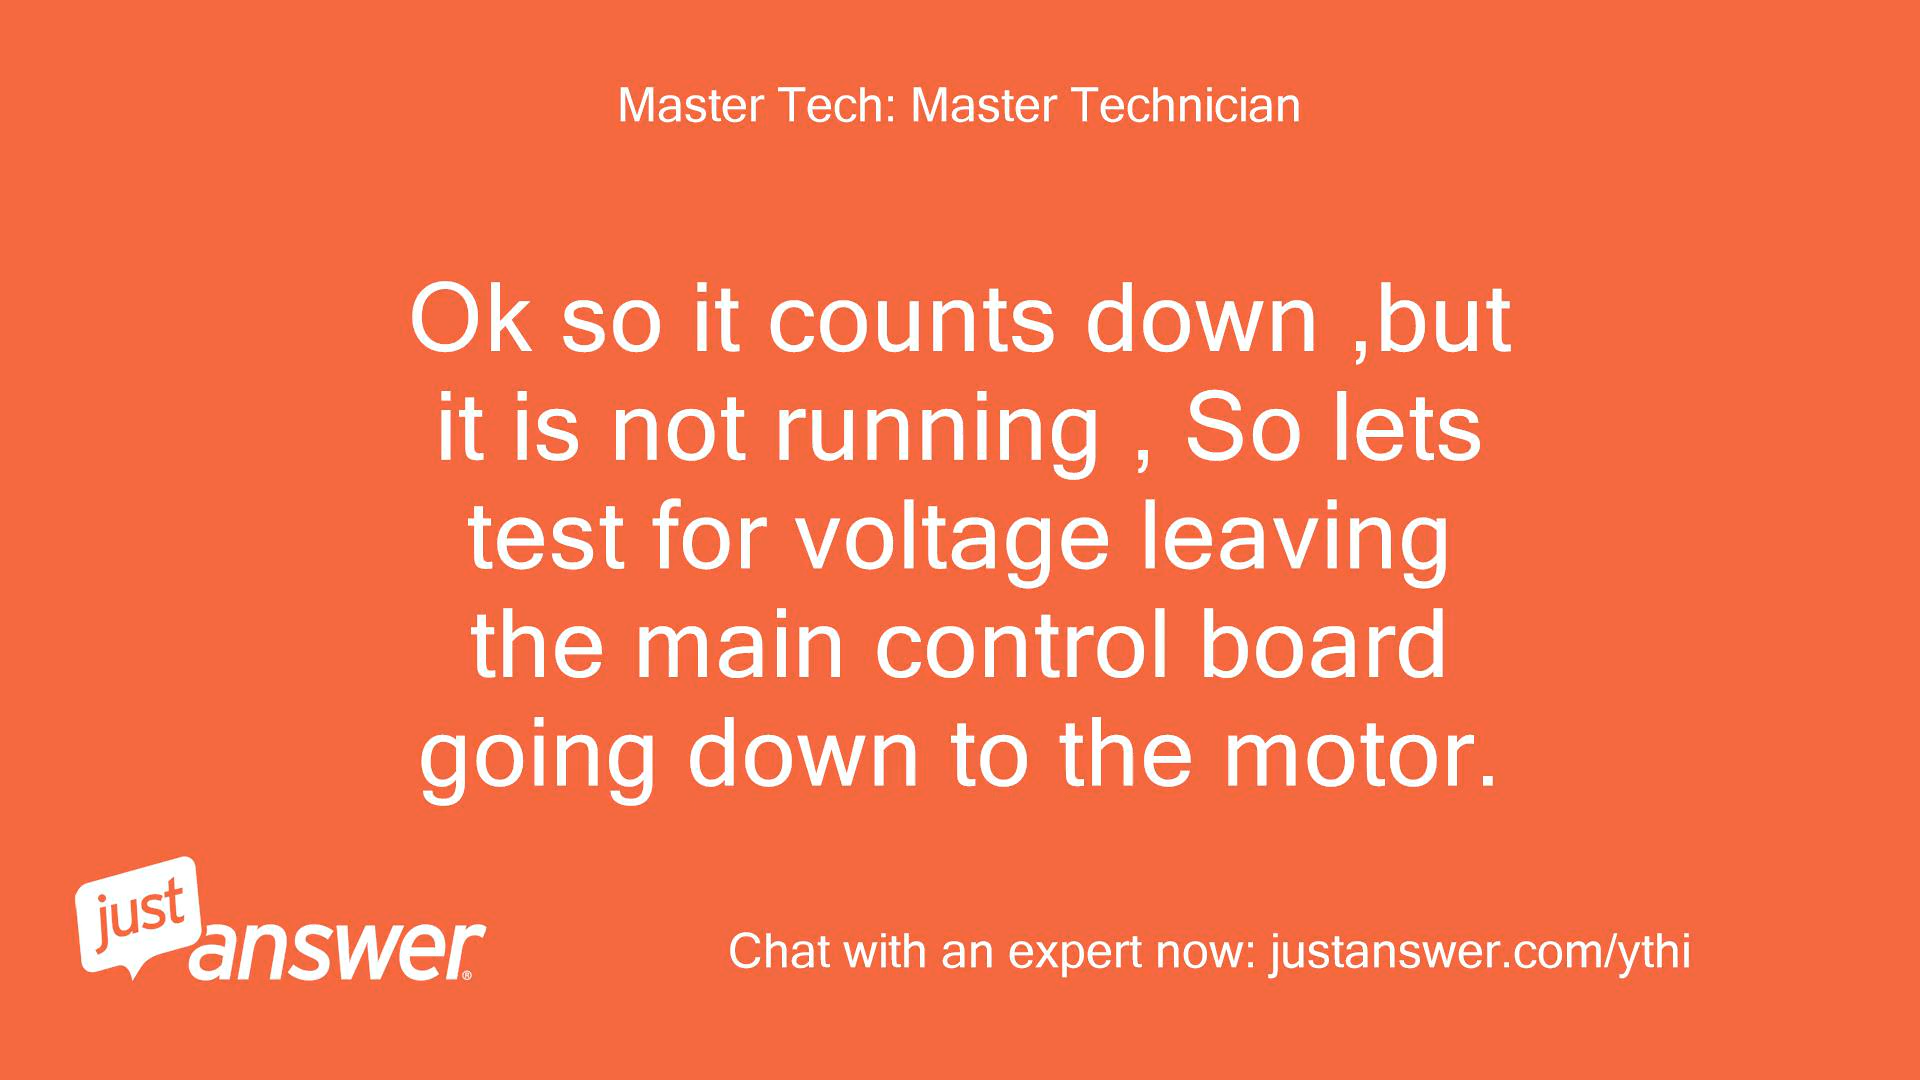 Master Tech: Master Technician
Ok so it counts down ,but
it is not running , So lets
test for voltage leaving
the main control board
going down to the motor.
just
answer®
Chat with an expert now: justanswer.com/ythi